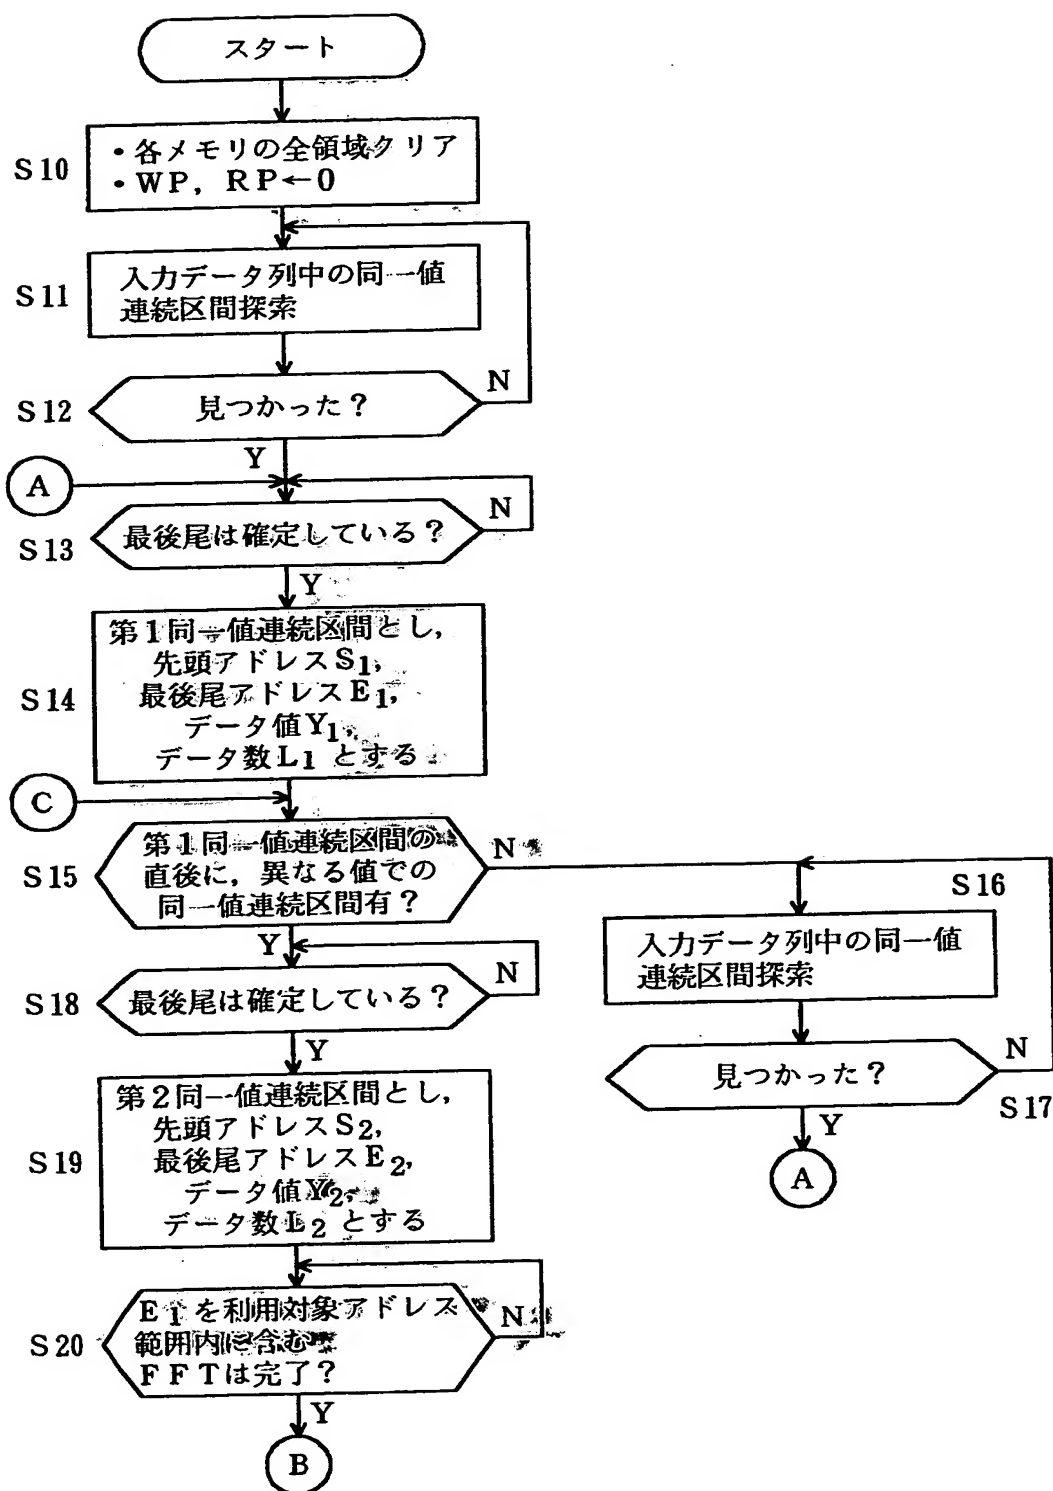 スタート
S10
・各メモリの全領域クリア
・WP，RP←0
S11
入力データ列中の同一値
連続区間探索
S12
見つかった？
N
Y
A
S13
最後尾は確定している？
N
Y
S14
第1同一値連続区間とし，
先頭アドレスS1，
最後尾アドレスE1，
データ値Y1，
データ数L1とする
C
S15
第1同一値連続区間の
直後に，異なる値での
同一値連続区間有？
N
Y
S16
入力データ列中の同一値
連続区間探索
見つかった？
N
S17
Y
A
S18
最後尾は確定している？
N
Y
S19
第2同一値連続区間とし，
先頭アドレスS2，
最後尾アドレスE2，
データ値Y2，
データ数L2とする
S20
E1を利用対象アドレス
範囲内に含む
FFTは完了？
N
Y
B